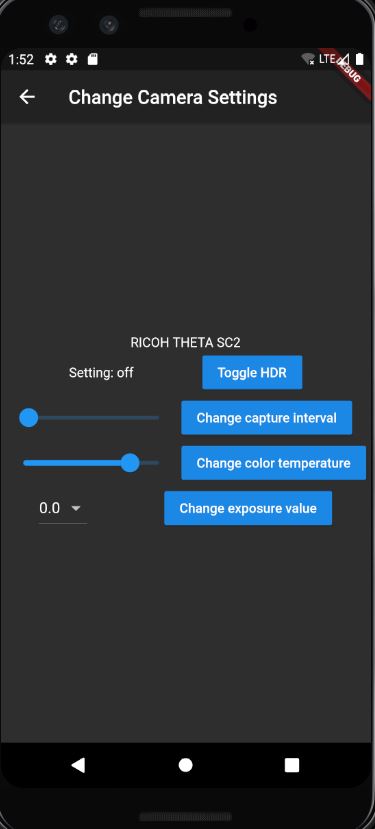 1:52
LTE
DEBUG
Change Camera Settings
RICOH THETA SC2
Setting: off
Toggle HDR
Change capture interval
Change color temperature
0.0
Change exposure value